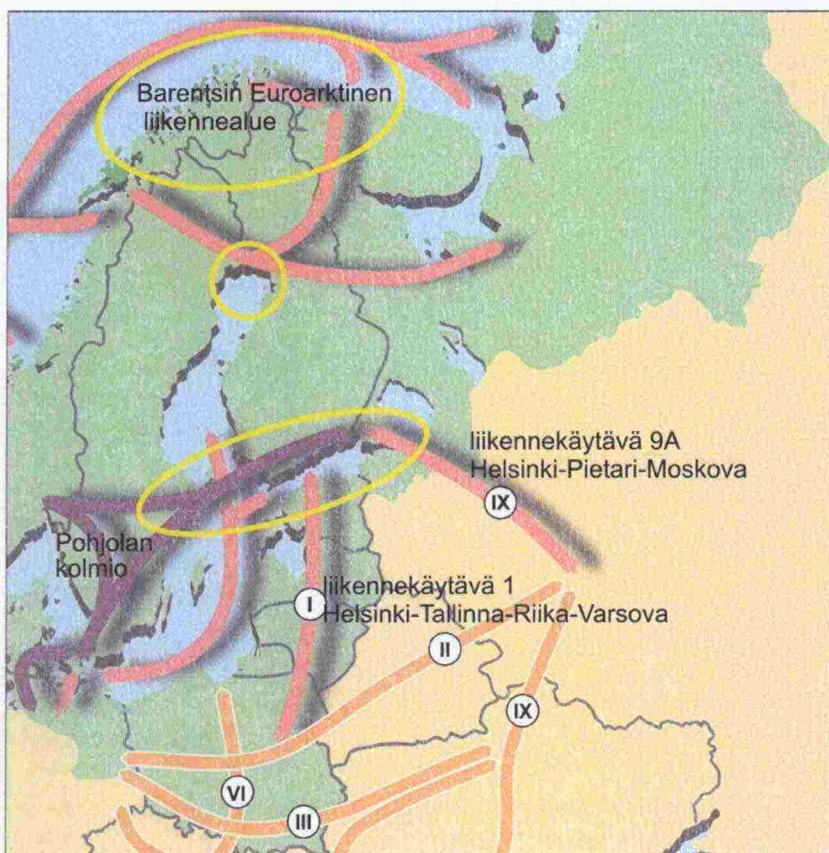 Barentsin Euroarktinen
liikennealue
liikennekäytävä 9A
Helsinki-Pietari-Moskova
IX
Pohjolan
kolmio
liikennekäytävä 1
I
Helsinki-Tallinna-Riika-Varsova
II
IX
VI
III